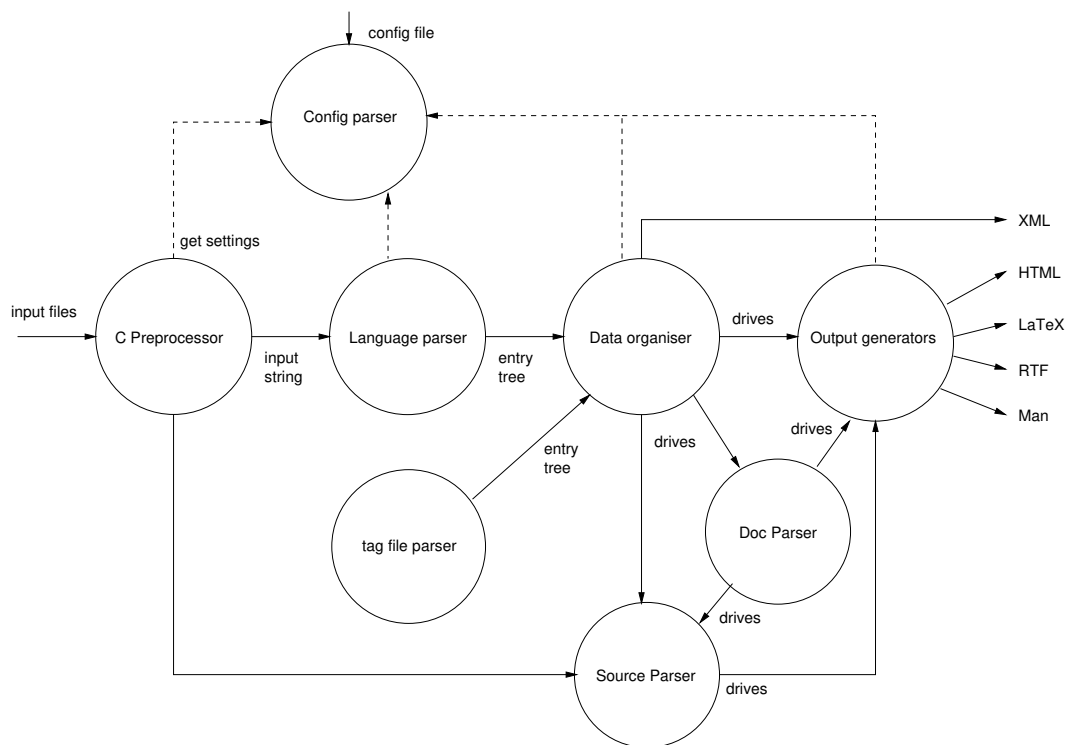 config file
Config parser
get settings
XML
HTML
input files
C Preprocessor
input
string
Language parser
entry
tree
Data organiser
drives
Output generators
LaTeX
RTF
Man
drives
drives
entry
tree
tag file parser
Doc Parser
drives
Source Parser
drives